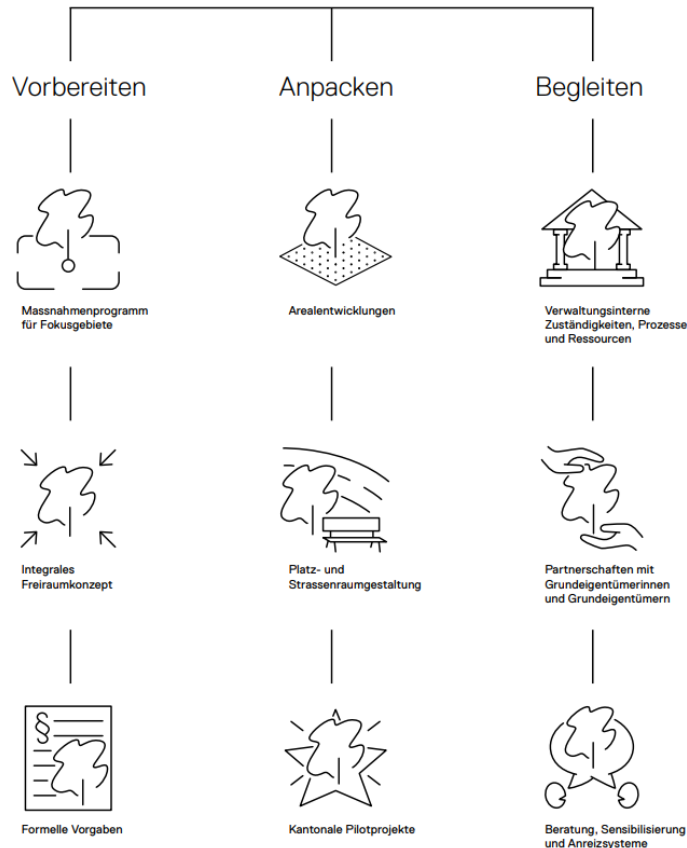 Vorbereiten
Anpacken
Begleiten
Massnahmenprogramm
für Fokusgebiete
Arealentwicklungen
Verwaltungsinterne
Zuständigkeiten, Prozesse
und Ressourcen
Integrales
Freiraumkonzept
Platz- und
Strassenraumgestaltung
Partnerschaften mit
Grundeigentümerinnen
und Grundeigentümern
§
Formelle Vorgaben
Kantonale Pilotprojekte
Beratung, Sensibilisierung
und Anreizsysteme